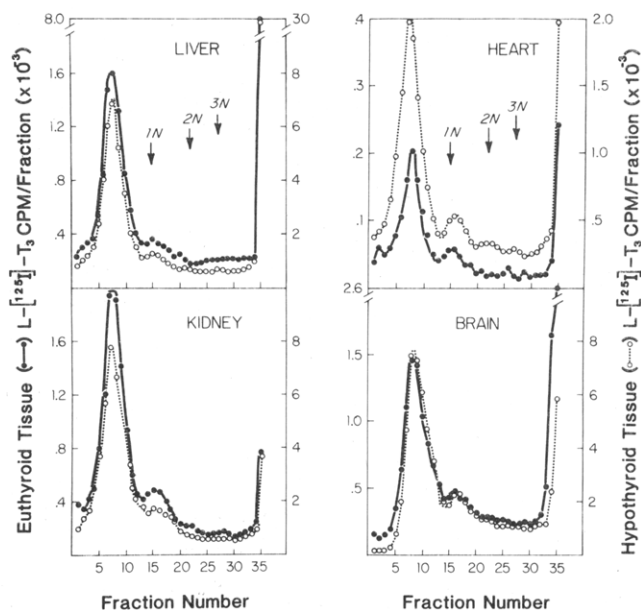 8.0
30
2.0
LIVER
HEART
1.6
8
.4
1.2
6
.3
1.5
1N
2N
3N
1N
2N
3N
.8
4
.2
1.0
.4
2
.1
.5
2.6
KIDNEY
BRAIN
1.6
8
8
1.5
1.2
6
6
1.0
.8
4
4
.4
2
.5
2
5 10 15 20 25 30 35
5 10 15 20 25 30 35
Fraction Number
Fraction Number
Euthyroid Tissue (●—●) L-[125I]-T3 CPM/Fraction (x10-3)
Hypothyroid Tissue (○···○) L-[125I]-T3 CPM/Fraction (x10-3)